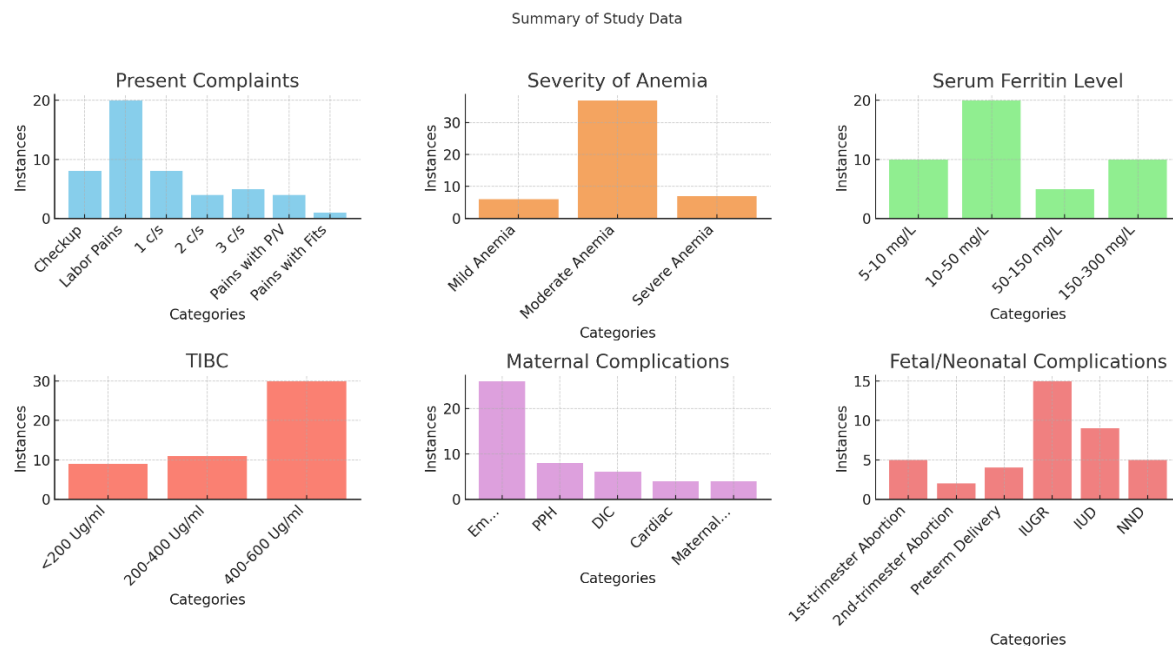 Summary of Study Data
Present Complaints
Instances
20
10
0
Checkup
Labor Pains
1 c/s
2 c/s
3 c/s
Pains with P/V
Pains with Fits
Categories
Severity of Anemia
Instances
30
20
10
0
Mild Anemia
Moderate Anemia
Severe Anemia
Categories
Serum Ferritin Level
Instances
20
10
0
5-10 mg/L
10-50 mg/L
50-150 mg/L
150-300 mg/L
Categories
TIBC
Instances
30
20
10
0
<200 Ug/ml
200-400 Ug/ml
400-600 Ug/ml
Categories
Maternal Complications
Instances
20
10
0
Em...
PPH
DIC
Cardiac
Maternal...
Categories
Fetal/Neonatal Complications
Instances
15
10
5
0
1st-trimester Abortion
2nd-trimester Abortion
Preterm Delivery
IUGR
IUD
NND
Categories